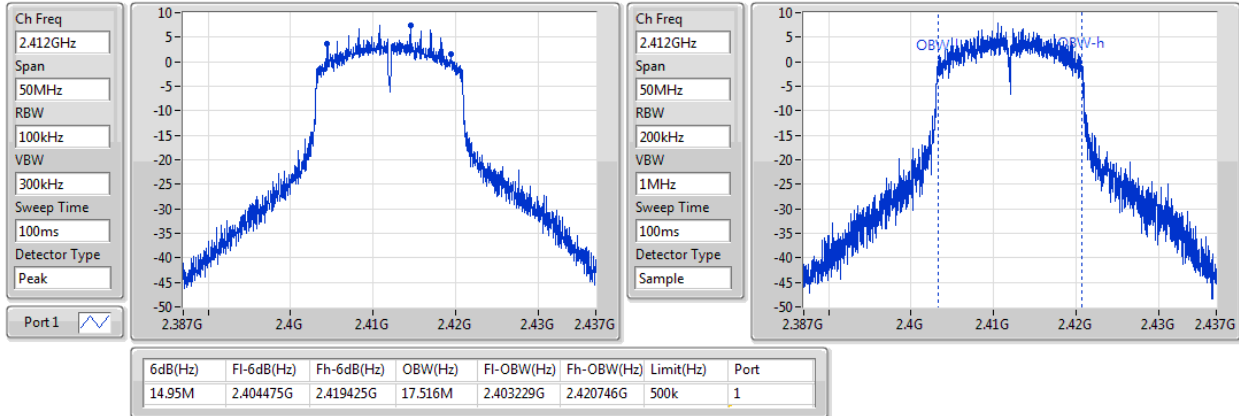 Ch Freq
2.412GHz
Span
50MHz
RBW
100kHz
VBW
300kHz
Sweep Time
100ms
Detector Type
Peak
Port 1
10
5
0
-5
-10
-15
-20
-25
-30
-35
-40
-45
-50
2.387G 2.4G 2.41G 2.42G 2.43G 2.437G
Ch Freq
2.412GHz
Span
50MHz
RBW
200kHz
VBW
1MHz
Sweep Time
100ms
Detector Type
Sample
10
5
0
-5
-10
-15
-20
-25
-30
-35
-40
-45
-50
OBW
OBW-h
2.387G 2.4G 2.41G 2.42G 2.43G 2.437G
6dB(Hz) Fl-6dB(Hz) Fh-6dB(Hz) OBW(Hz) Fl-OBW(Hz) Fh-OBW(Hz) Limit(Hz) Port
14.95M 2.404475G 2.419425G 17.516M 2.403229G 2.420746G 500k 1